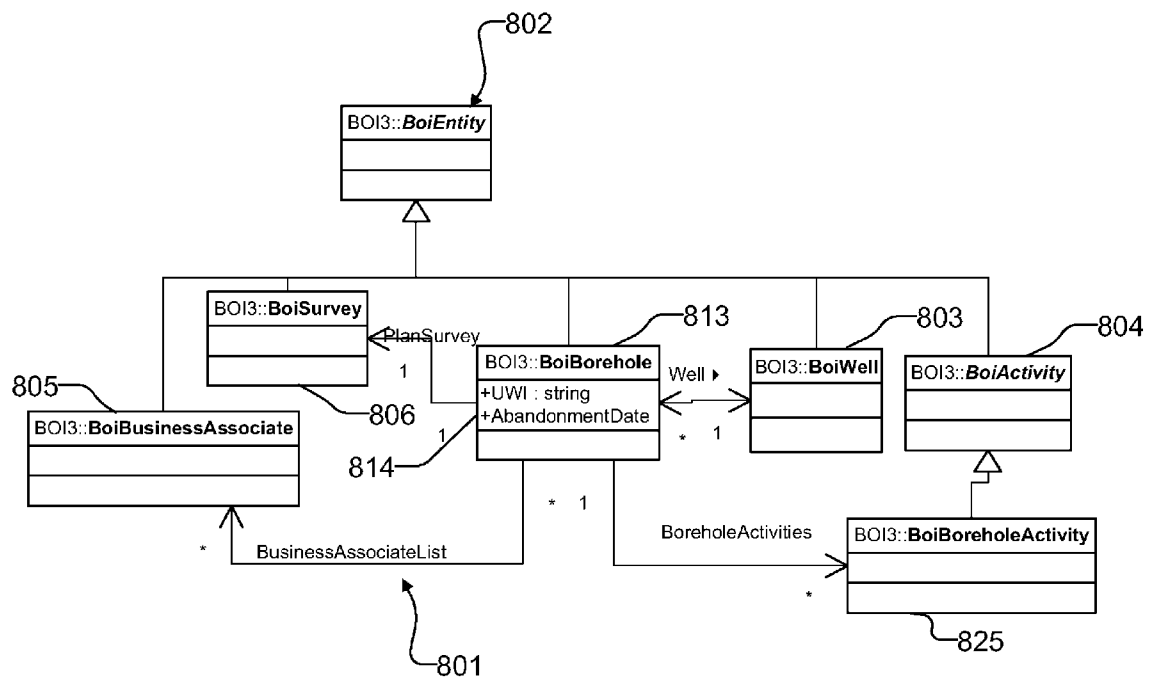 802
BOI3::BoiEntity
BOI3::BoiSurvey
PlanSurvey
1
806
813
BOI3::BoiBorehole
+UWI : string
+AbandonmentDate
1
814
Well ▸
*
1
803
BOI3::BoiWell
804
BOI3::BoiActivity
805
BOI3::BoiBusinessAssociate
*
BusinessAssociateList
* 1
BoreholeActivities
*
BOI3::BoiBoreholeActivity
825
801